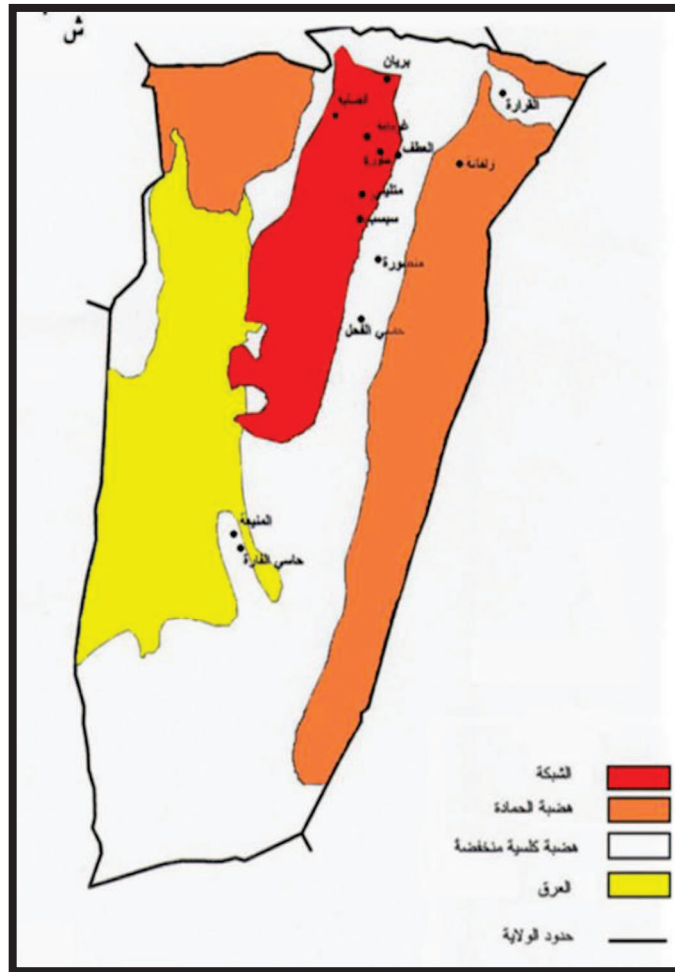 ش
بريان
الضاية
القرارة
غرداية
العطف
بنورة
زلفانة
متليلي
سبسب
منصورة
حاسي الفحل
المنيعة
حاسي القارة
الشبكة
هضبة الحمادة
هضبة كلسية منخفضة
العرق
حدود الولاية